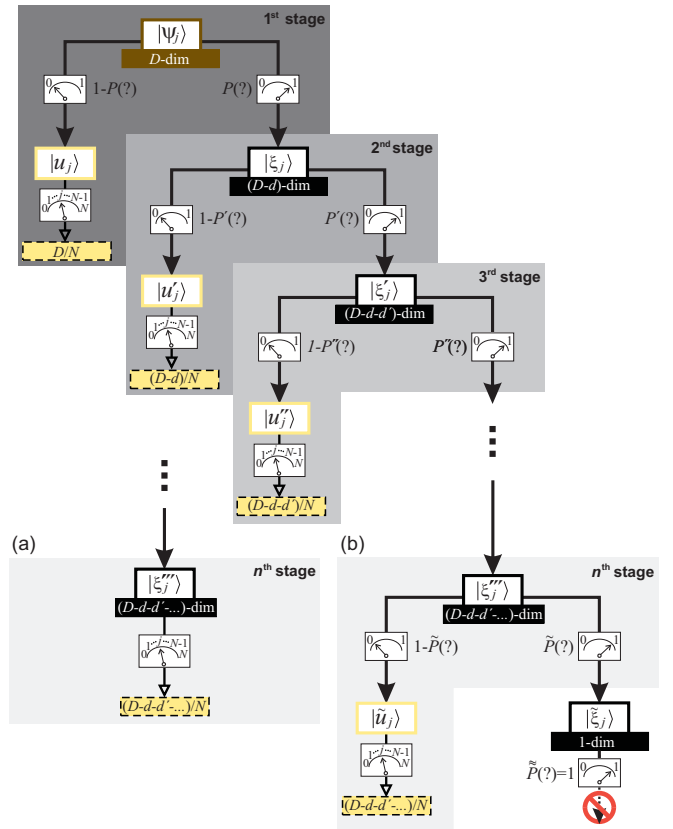 1st stage
|ψj⟩
D-dim
0 1
1-P(?)
P(?)
0 1
2nd stage
|uj⟩
|ξj⟩
(D-d)-dim
0 1 ...j... N-1 N
0 1
1-P´(?)
P´(?)
0 1
D/N
3rd stage
|u′j⟩
|ξ′j⟩
(D-d-d´)-dim
0 1 ...j... N-1 N
0 1
1-P˝(?)
P˝(?)
0 1
(D-d)/N
|u″j⟩
0 1 ...j... N-1 N
(D-d-d´)/N
(a)
(b)
nth stage
nth stage
|ξ‴j⟩
(D-d-d´-...)-dim
|ξ‴j⟩
(D-d-d´-...)-dim
0 1 ...j... N-1 N
0 1
1-P̃(?)
P̃(?)
0 1
(D-d-d´-...)/N
|ũj⟩
|ξ̃j⟩
1-dim
0 1 ...j... N-1 N
P̃̃(?)=1
0 1
(D-d-d´-...)/N